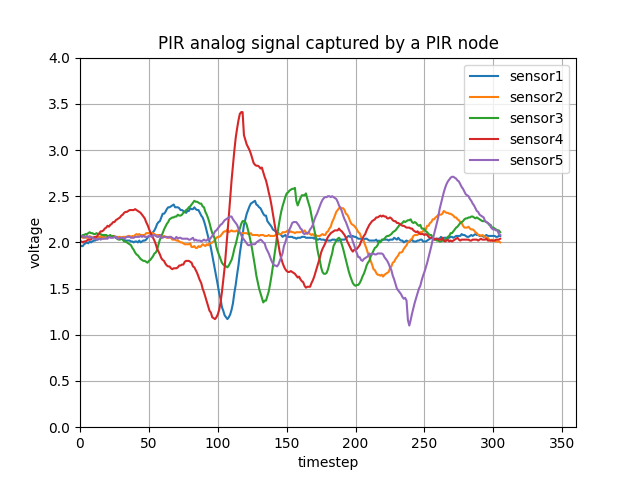 PIR analog signal captured by a PIR node
4.0
3.5
3.0
2.5
2.0
1.5
1.0
0.5
0.0
voltage
sensor1
sensor2
sensor3
sensor4
sensor5
0 50 100 150 200 250 300 350
timestep